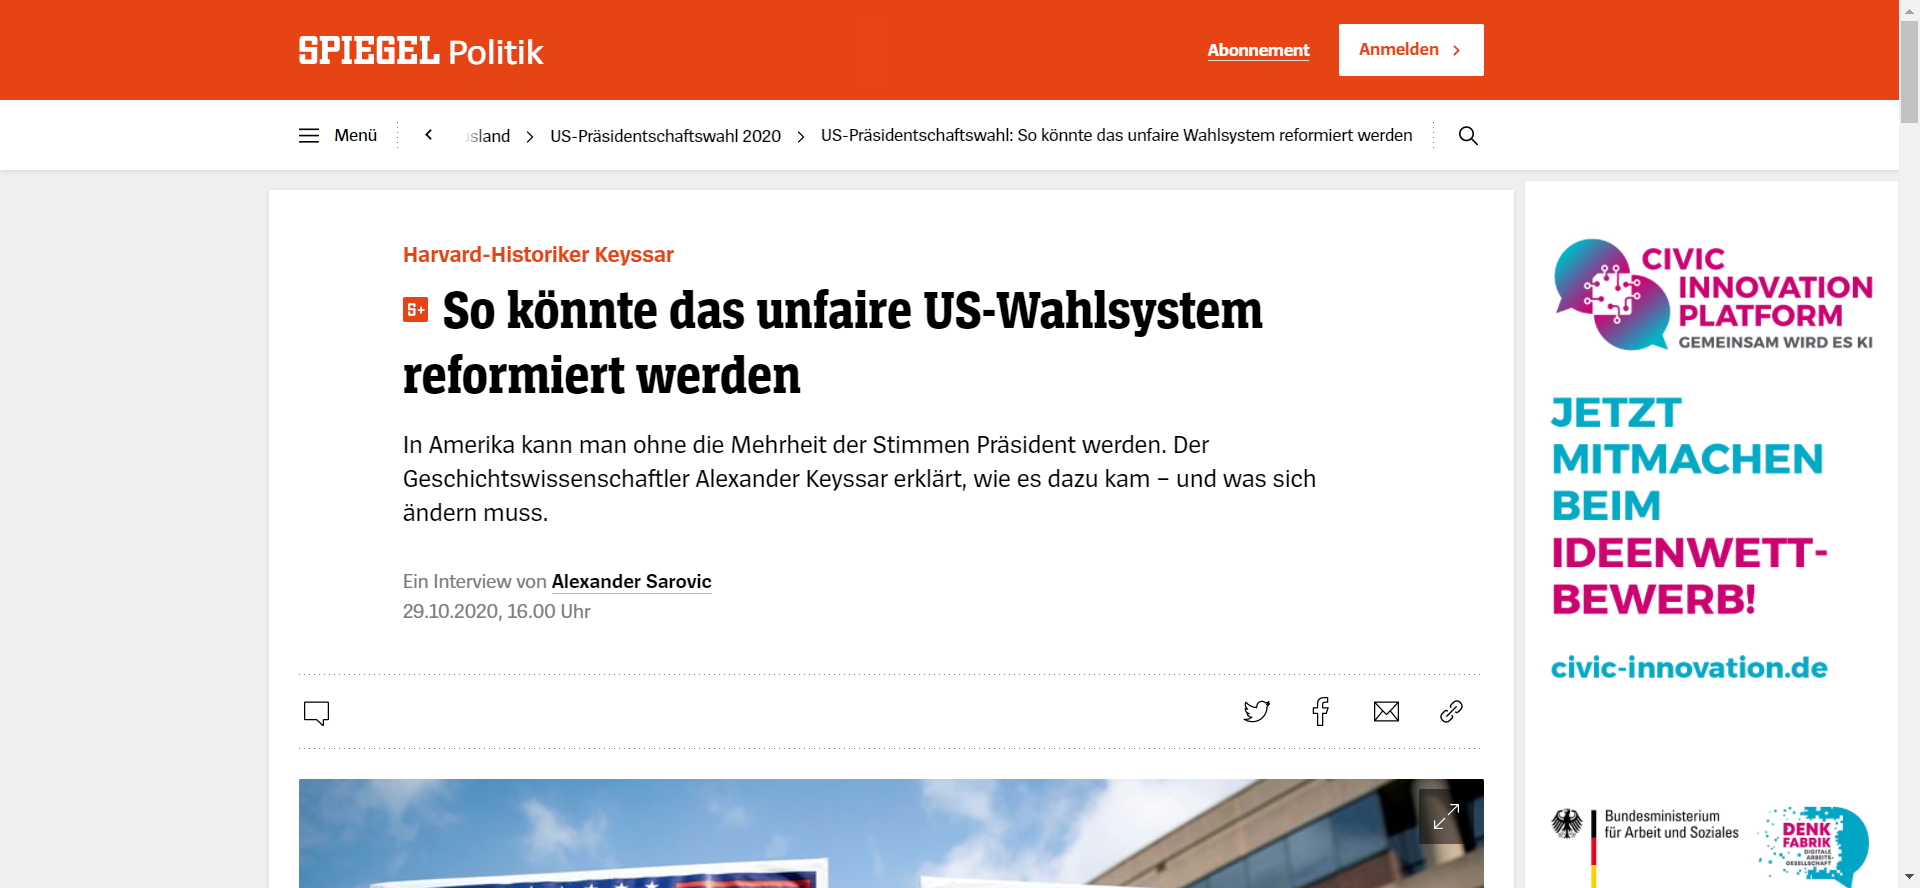 SPIEGEL Politik
Abonnement
Anmelden
Menü
sland
US-Präsidentschaftswahl 2020
US-Präsidentschaftswahl: So könnte das unfaire Wahlsystem reformiert werden
Harvard-Historiker Keyssar
S+ So könnte das unfaire US-Wahlsystem
reformiert werden
In Amerika kann man ohne die Mehrheit der Stimmen Präsident werden. Der
Geschichtswissenschaftler Alexander Keyssar erklärt, wie es dazu kam – und was sich
ändern muss.
Ein Interview von Alexander Sarovic
29.10.2020, 16.00 Uhr
CIVIC
INNOVATION
PLATFORM
GEMEINSAM WIRD ES KI
JETZT
MITMACHEN
BEIM
IDEENWETT-
BEWERB!
civic-innovation.de
Bundesministerium
für Arbeit und Soziales
DENK
FABRIK
DIGITALE
ARBEITS-
GESELLSCHAFT